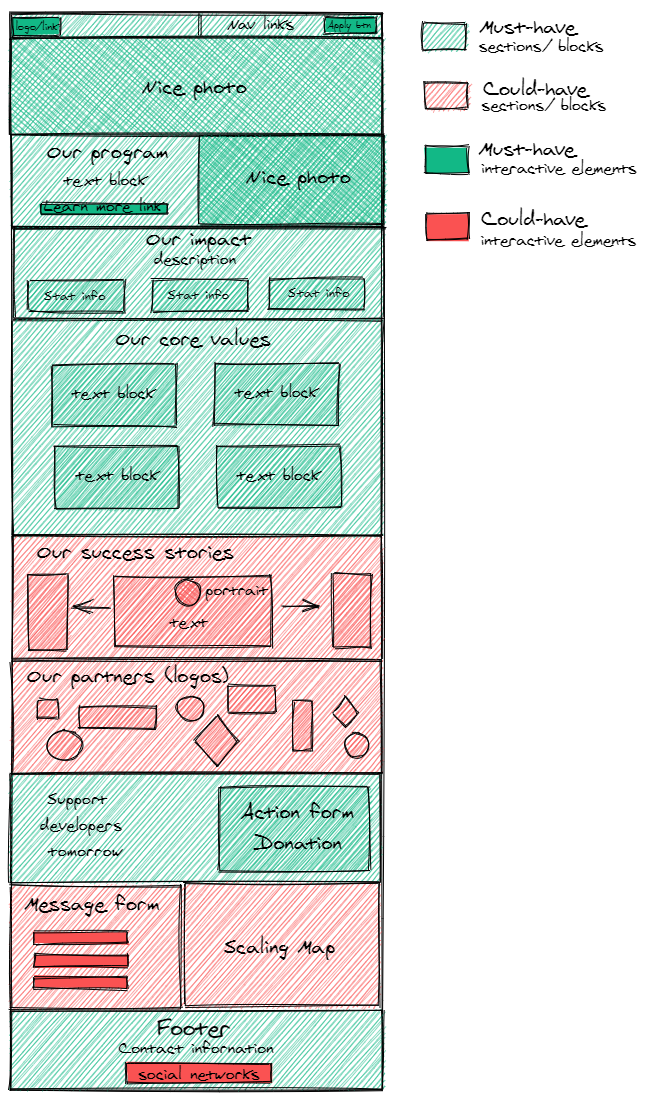 logo/link
Nav links
Apply btn
Nice photo
Our program
text block
Learn more link
Nice photo
Our impact
description
Stat info
Stat info
Stat info
Our core values
text block
text block
text block
text block
Our success stories
portrait
text
Our partners (logos)
Support
developers
tomorrow
Action form
Donation
Message form
Scaling Map
Footer
Contact information
social networks
Must-have
sections/ blocks
Could-have
sections/ blocks
Must-have
interactive elements
Could-have
interactive elements